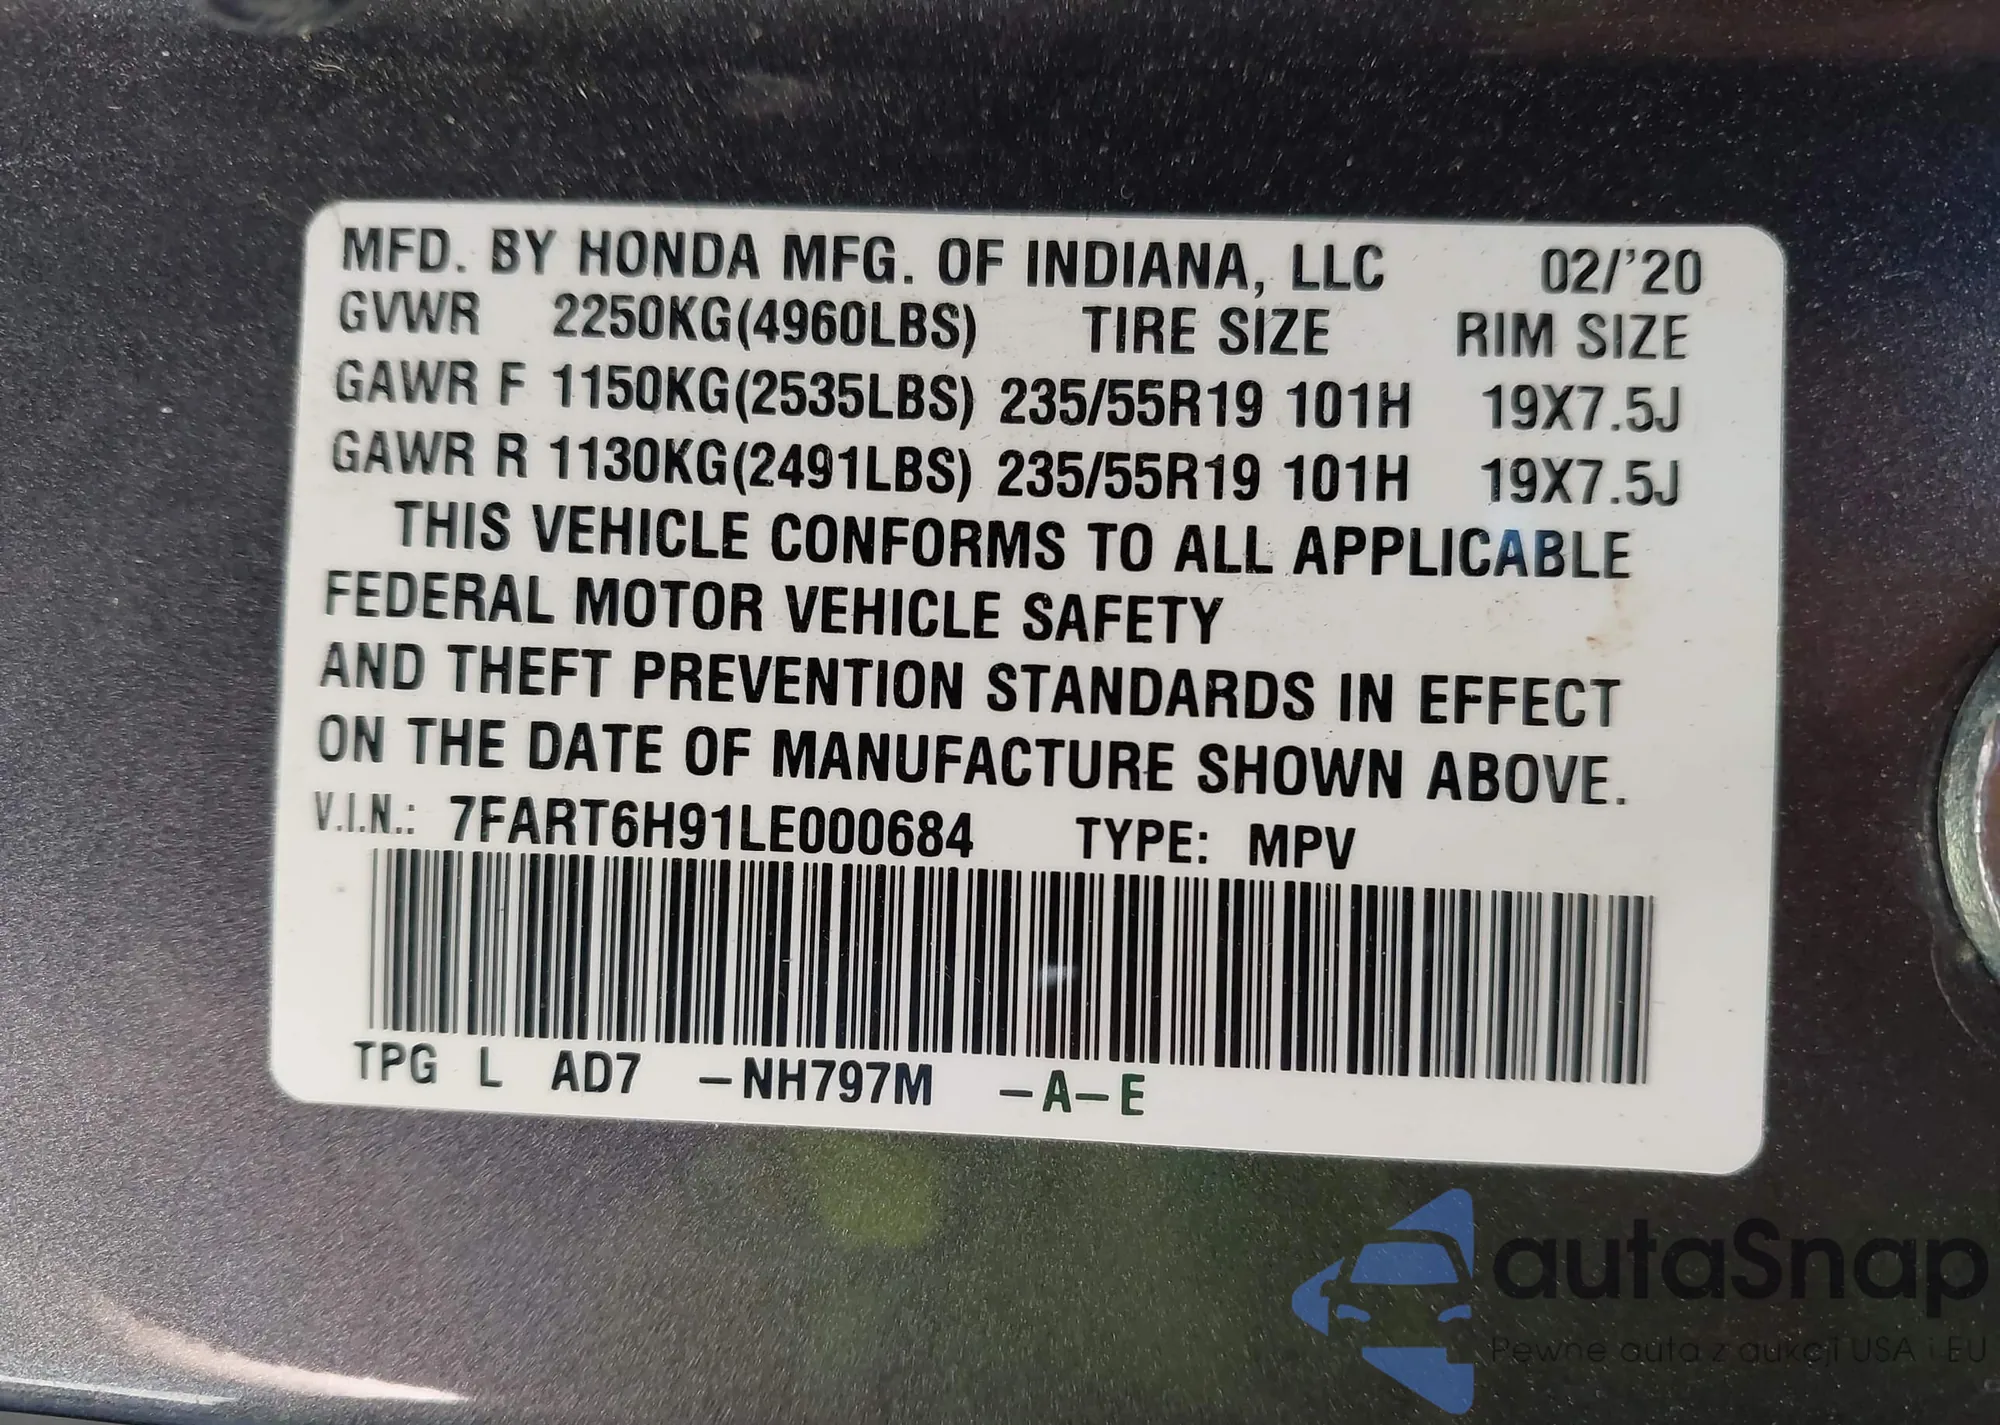 MFD. BY HONDA MFG. OF INDIANA, LLC 02/'20
GVWR 2250KG(4960LBS) TIRE SIZE RIM SIZE
GAWR F 1150KG(2535LBS) 235/55R19 101H 19X7.5J
GAWR R 1130KG(2491LBS) 235/55R19 101H 19X7.5J
THIS VEHICLE CONFORMS TO ALL APPLICABLE
FEDERAL MOTOR VEHICLE SAFETY
AND THEFT PREVENTION STANDARDS IN EFFECT
ON THE DATE OF MANUFACTURE SHOWN ABOVE.
V.I.N.: 7FART6H91LE000684 TYPE: MPV
TPG L AD7 -NH797M -A-E
autaSnap
Pewne auta z aukcji USA i EU